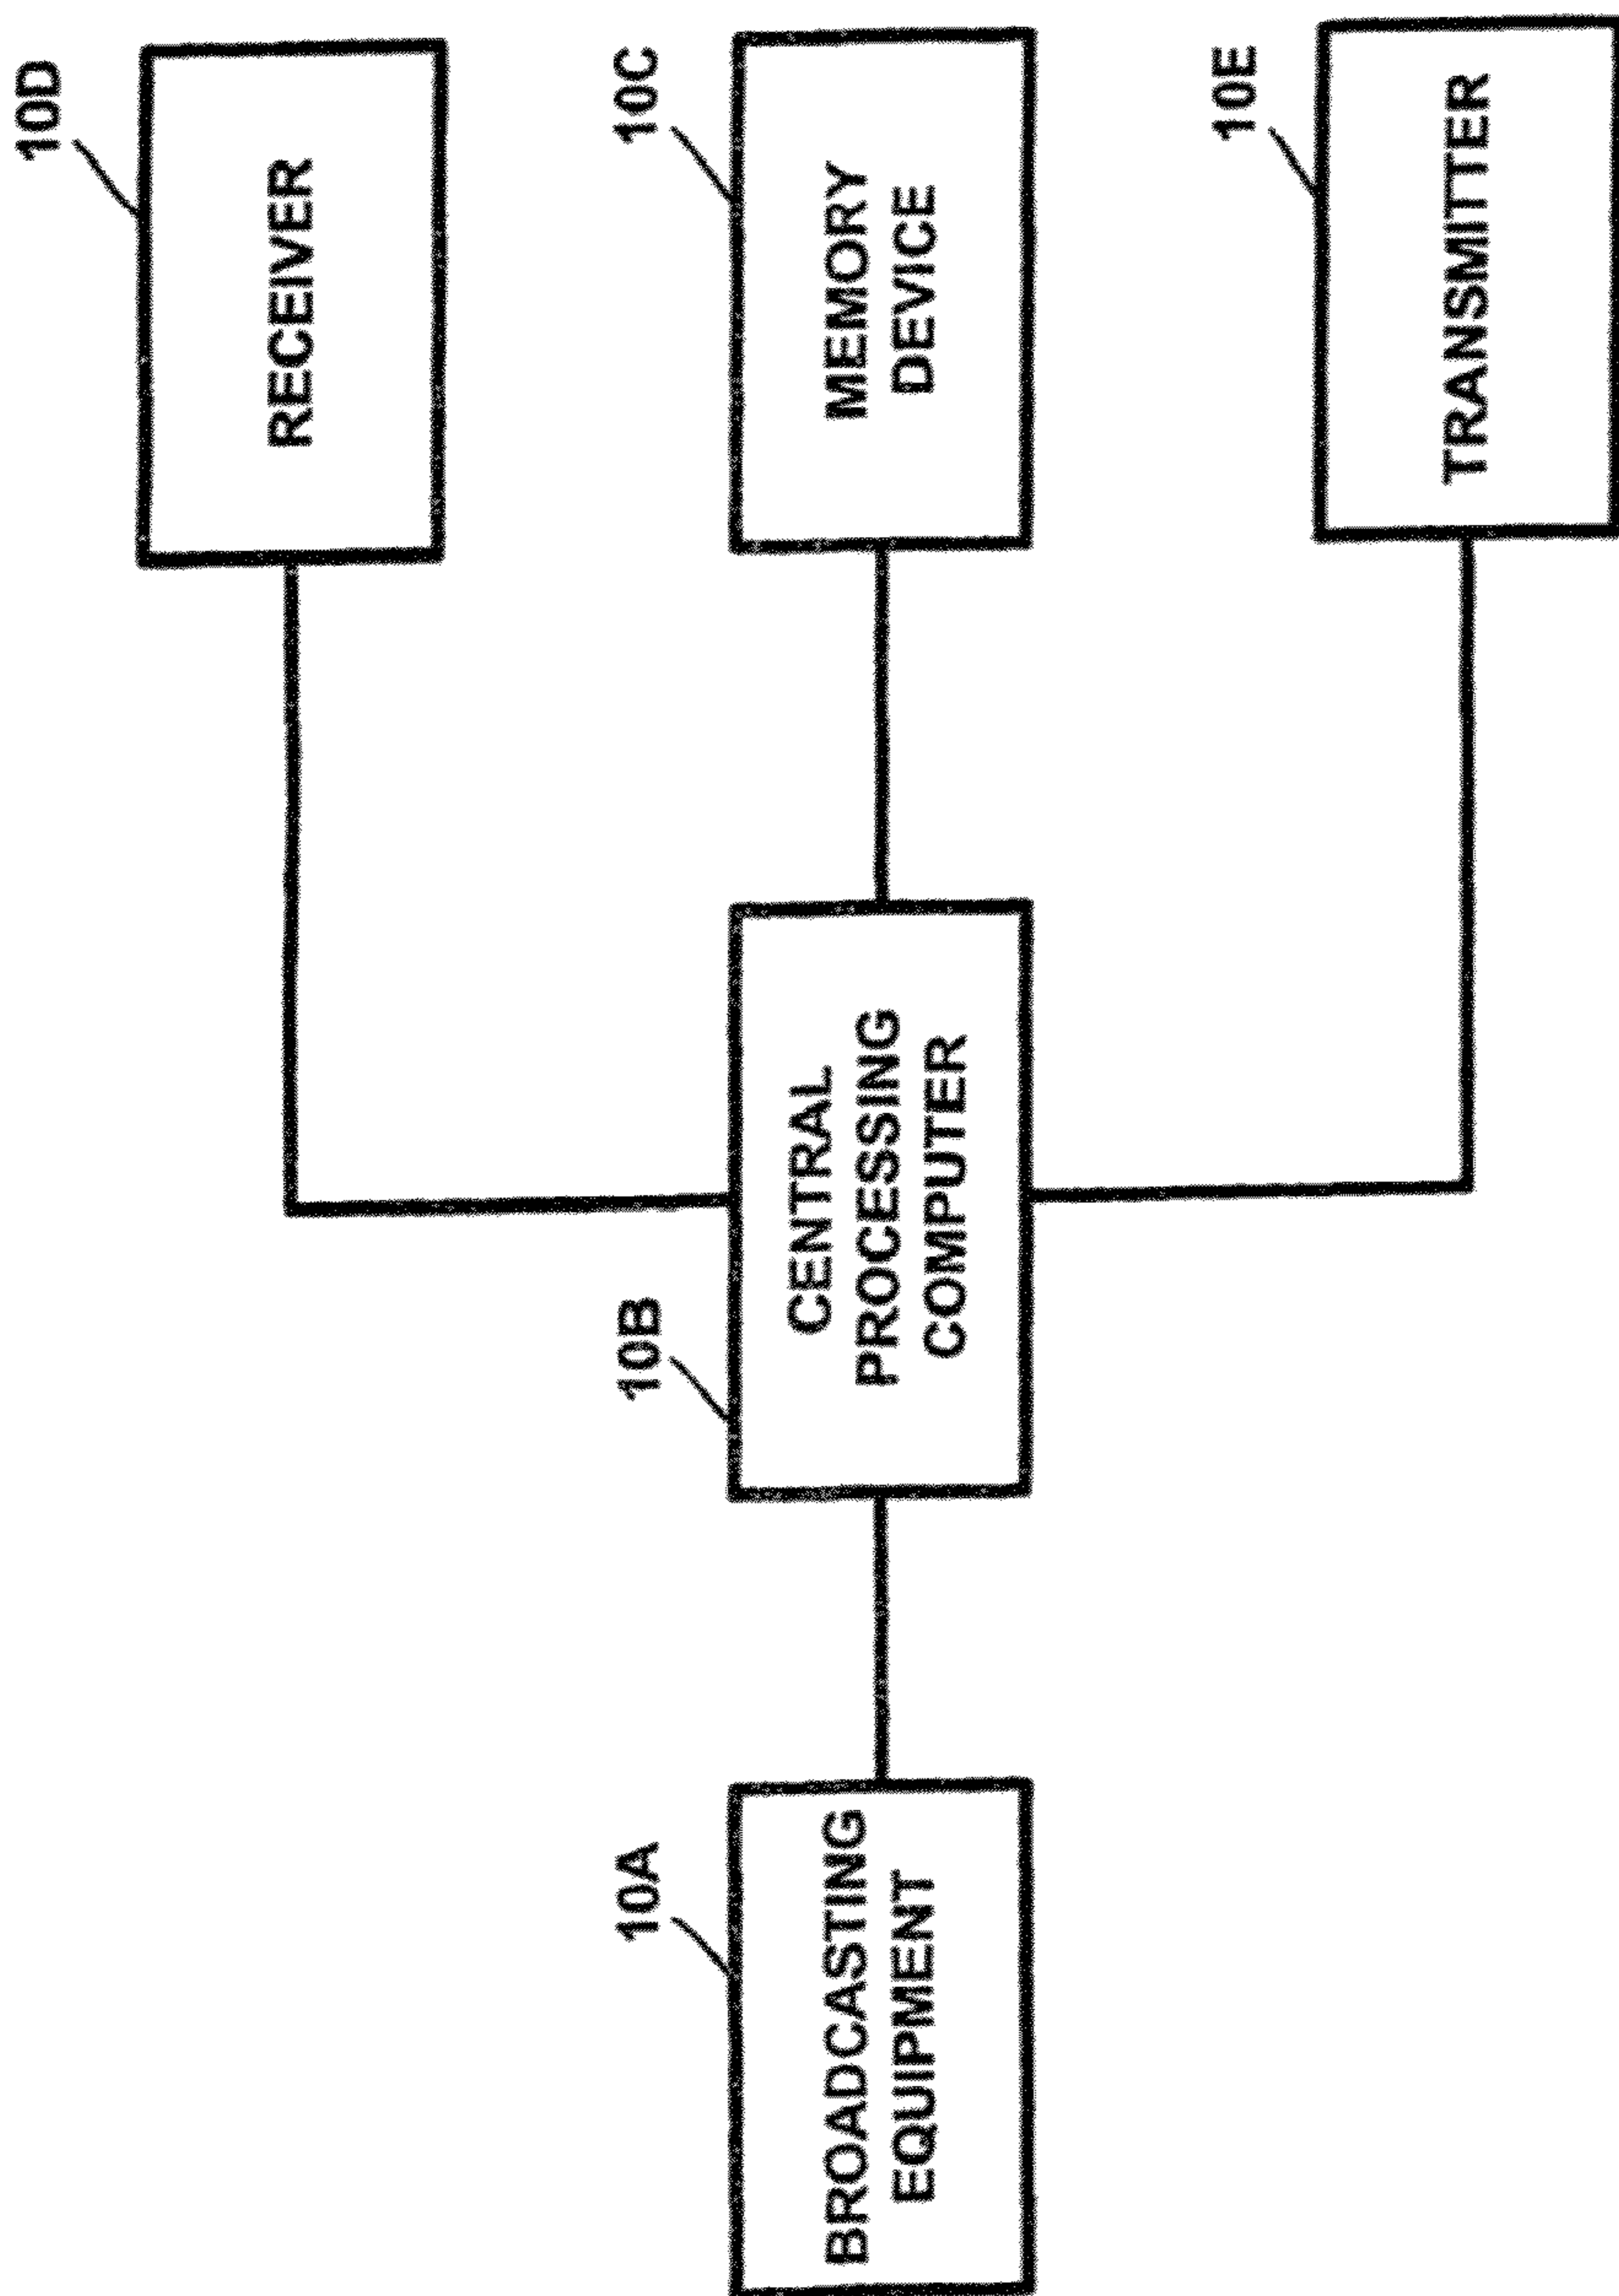 10D
RECEIVER
10A
BROADCASTING
EQUIPMENT
10B
CENTRAL
PROCESSING
COMPUTER
10C
MEMORY
DEVICE
10E
TRANSMITTER